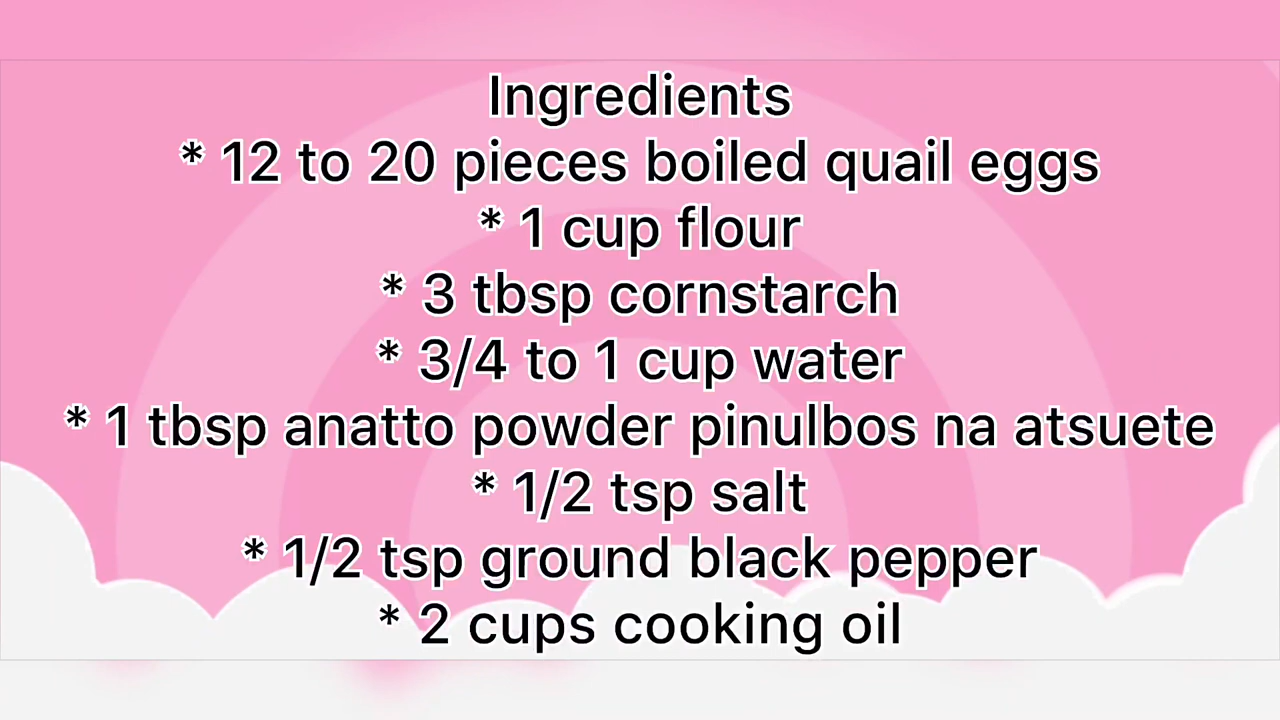 Ingredients
* 12 to 20 pieces boiled quail eggs
* 1 cup flour
* 3 tbsp cornstarch
* 3/4 to 1 cup water
* 1 tbsp anatto powder pinulbos na atsuete
* 1/2 tsp salt
* 1/2 tsp ground black pepper
* 2 cups cooking oil